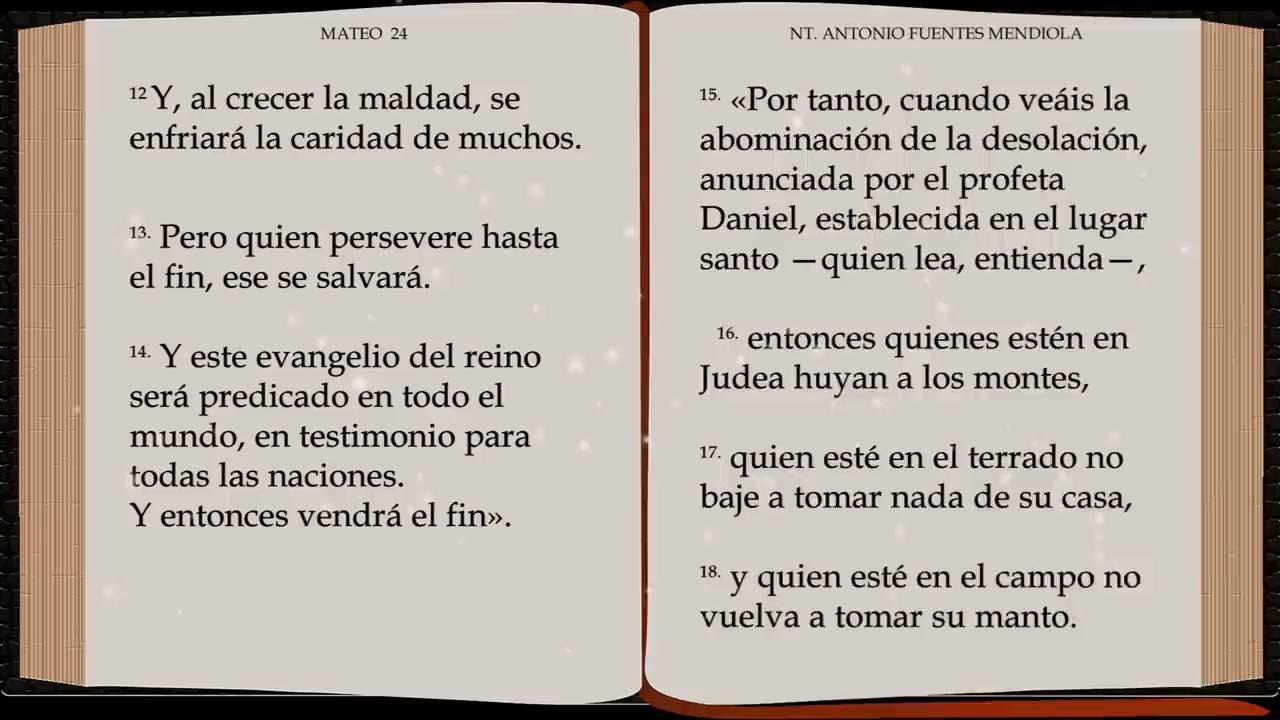 MATEO 24
12 Y, al crecer la maldad, se
enfriará la caridad de muchos.
13. Pero quien persevere hasta
el fin, ese se salvará.
14. Y este evangelio del reino
será predicado en todo el
mundo, en testimonio para
todas las naciones.
Y entonces vendrá el fin».
NT. ANTONIO FUENTES MENDIOLA
15. «Por tanto, cuando veáis la
abominación de la desolación,
anunciada por el profeta
Daniel, establecida en el lugar
santo —quien lea, entienda—,
16. entonces quienes estén en
Judea huyan a los montes,
17. quien esté en el terrado no
baje a tomar nada de su casa,
18. y quien esté en el campo no
vuelva a tomar su manto.